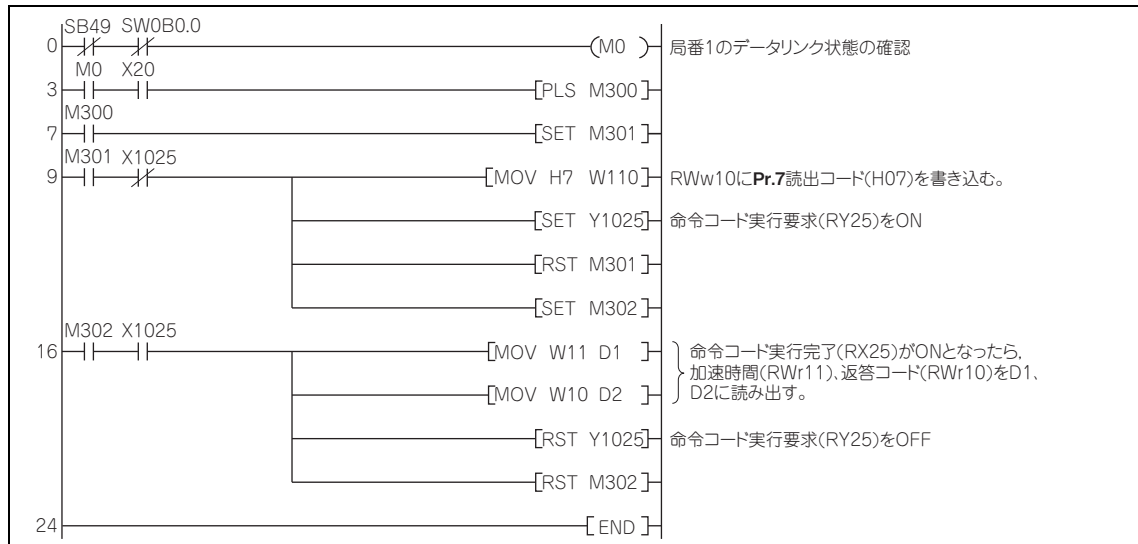 SB49 SW0B0.0
0 (M0 ) 局番1のデータリンク状態の確認
M0 X20
3 [PLS M300]
M300
7 [SET M301]
M301 X1025
9 [MOV H7 W110] RWw10にPr.7読出コード(H07)を書き込む。
[SET Y1025] 命令コード実行要求(RY25)をON
[RST M301 ]
[SET M302]
M302 X1025
16 [MOV W11 D1 ] 命令コード実行完了(RX25)がONとなったら,
加速時間(RWr11)、返答コード(RWr10)をD1、
[MOV W10 D2 ] D2に読み出す。
[RST Y1025] 命令コード実行要求(RY25)をOFF
[RST M302 ]
24 [ END ]